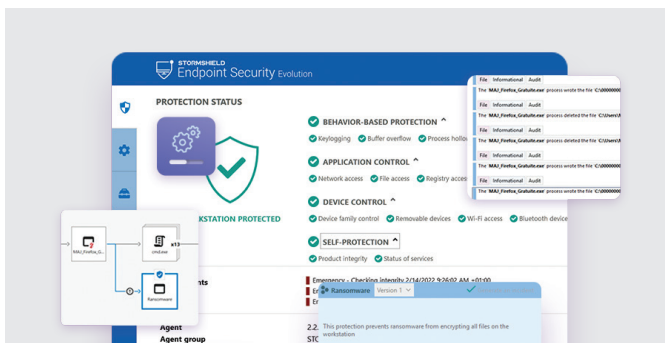 STORMSHIELD
Endpoint Security Evolution
PROTECTION STATUS
BEHAVIOR-BASED PROTECTION
Keylogging Buffer overflow Process hollo
APPLICATION CONTROL
Network access File access Registry acces
DEVICE CONTROL
Device family control Removable devices Wi-Fi access Bluetooth device
SELF-PROTECTION
Product integrity Status of services
RKSTATION PROTECTED
File Informational Audit
The 'MAJ_Firefox_Gratuite.exe' process wrote the file 'C:\0000000
File Informational Audit
The 'MAJ_Firefox_Gratuite.exe' process deleted the file 'C:\Users\
File Informational Audit
The 'MAJ_Firefox_Gratuite.exe' process deleted the file 'C:\Users\
File Informational Audit
The 'MAJ_Firefox_Gratuite.exe' process wrote the file 'C:\0000000
File Informational Audit
The 'MAJ_Firefox_Gratuite.exe' process wrote the file 'C:\0000000
MAJ_Firefox_G...
cmd.exe
x13
Ransomware
nts
Emergency - Checking integrity 2/14/2022 9:26:02 AM +01:00
Ransomware Version 1
This protection prevents ransomware from encrypting all files on the
workstation
Agent
2.2.
Agent group
STO